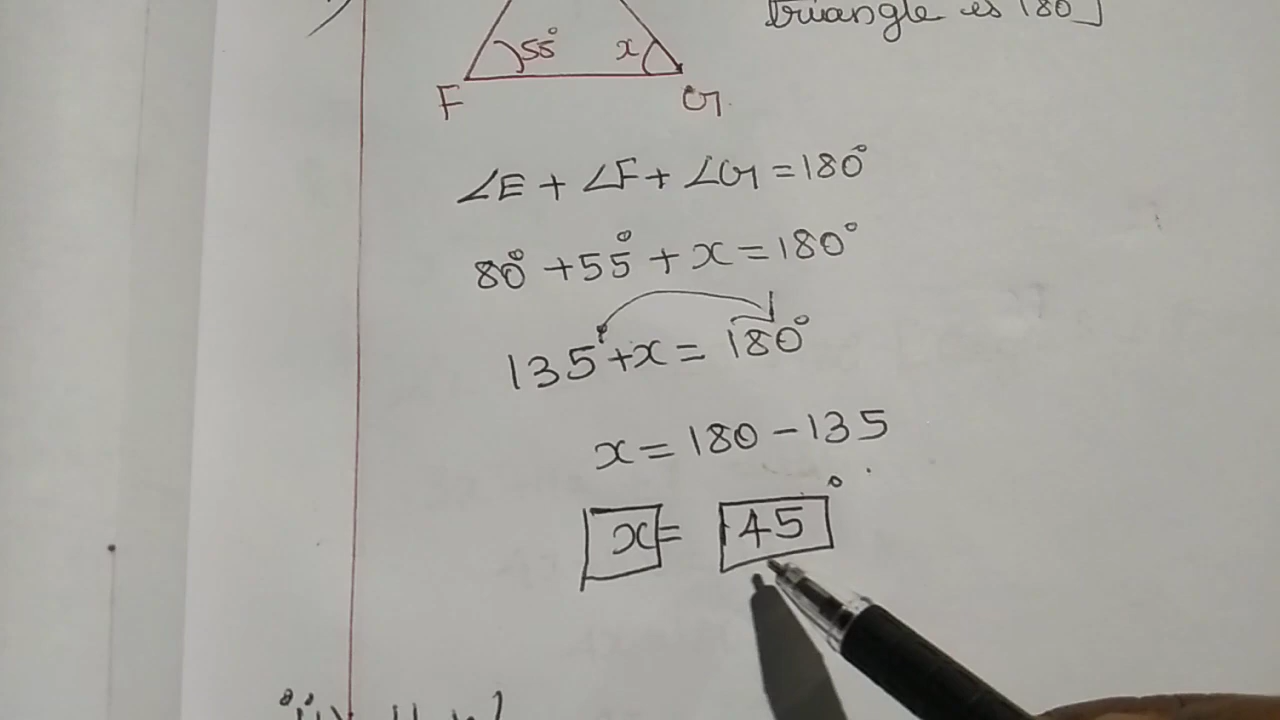 triangle is 180]
55° x
F G
∠E + ∠F + ∠G = 180°
80° + 55° + x = 180°
135° + x = 180°
x = 180 - 135
x = 45°